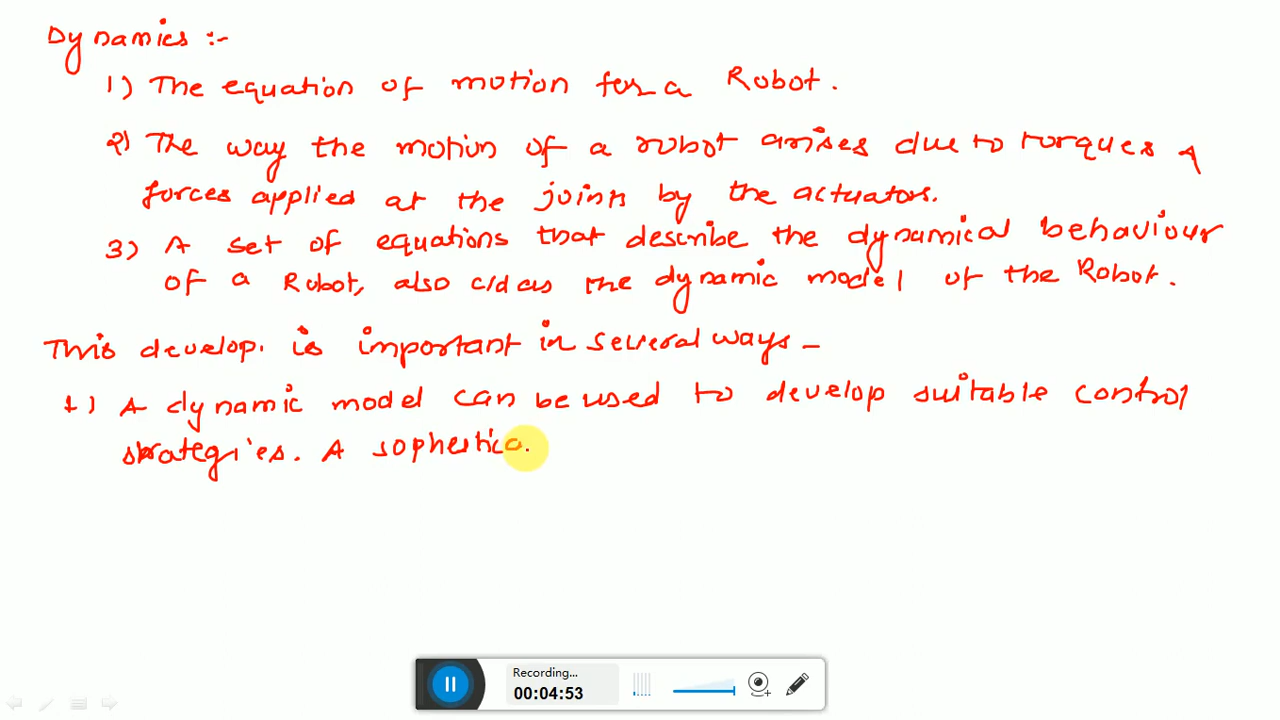 Dynamics :-
1) The equation of motion for a Robot.
2) The way the motion of a robot arises due to torques &
forces applied at the joints by the actuators.
3) A set of equations that describe the dynamical behaviour
of a Robot, also c/d as the dynamic model of the Robot.
This develop. is important in several ways -
1) A dynamic model can be used to develop suitable control
strategies. A sophestica
Recording...
00:04:53